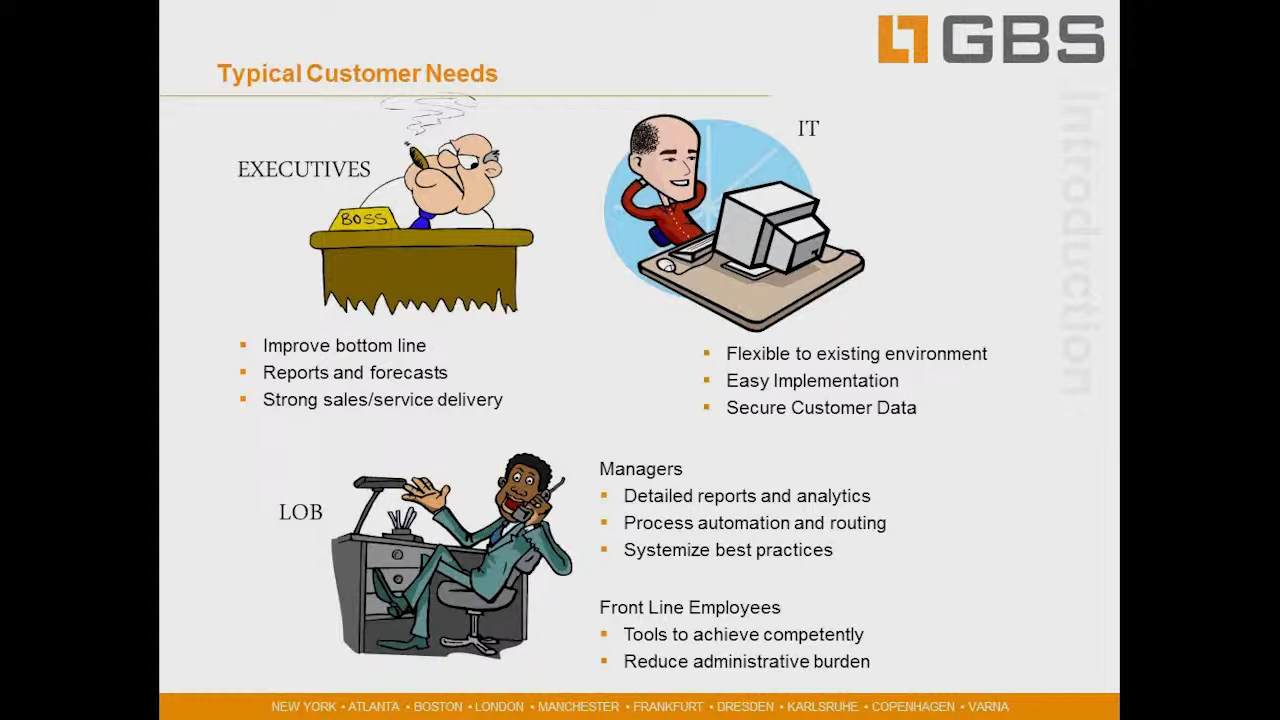 GBS
Typical Customer Needs
Introduction
EXECUTIVES
BOSS
IT
▪ Improve bottom line
▪ Reports and forecasts
▪ Strong sales/service delivery
▪ Flexible to existing environment
▪ Easy Implementation
▪ Secure Customer Data
LOB
Managers
▪ Detailed reports and analytics
▪ Process automation and routing
▪ Systemize best practices
Front Line Employees
▪ Tools to achieve competently
▪ Reduce administrative burden
NEW YORK • ATLANTA • BOSTON • LONDON • MANCHESTER • FRANKFURT • DRESDEN • KARLSRUHE • COPENHAGEN • VARNA